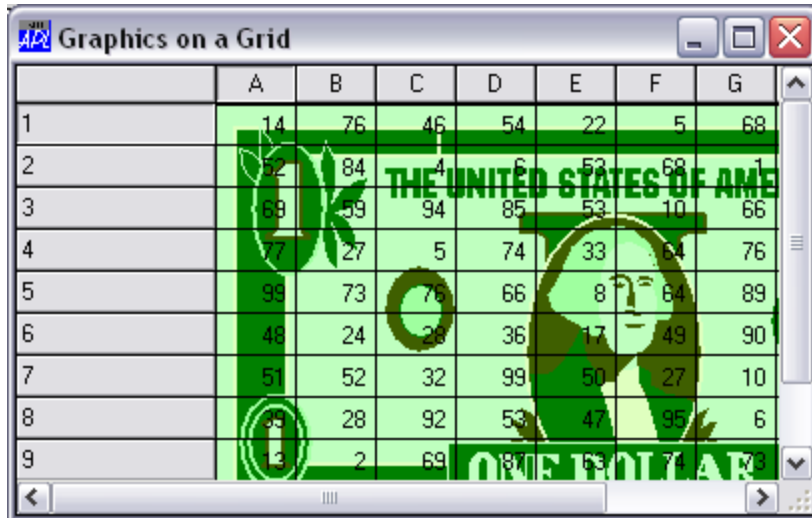 Graphics on a Grid
A B C D E F G
1 14 76 46 54 22 5 68
2 52 84 4 6 53 68 1
3 69 59 94 85 53 10 66
4 77 27 5 74 33 64 76
5 99 73 76 66 8 64 89
6 48 24 28 36 17 49 90
7 51 52 32 99 50 27 10
8 39 28 92 53 47 95 6
9 13 2 69 87 63 74 73
THE UNITED STATES OF AME
1
1
ONE DOLLAR